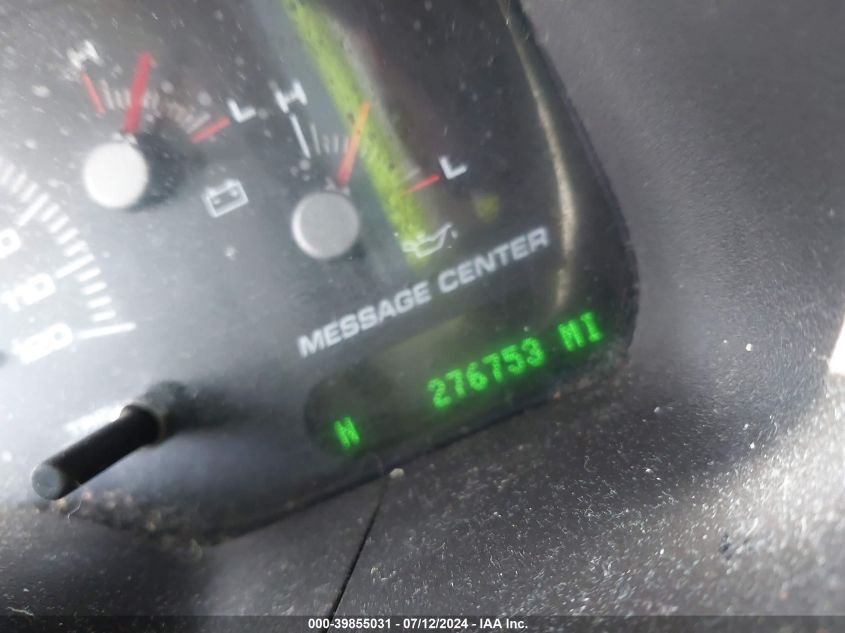 H
L
H
L
110
120
MESSAGE CENTER
276753 MI
N
000-39855031 - 07/12/2024 - IAA Inc.